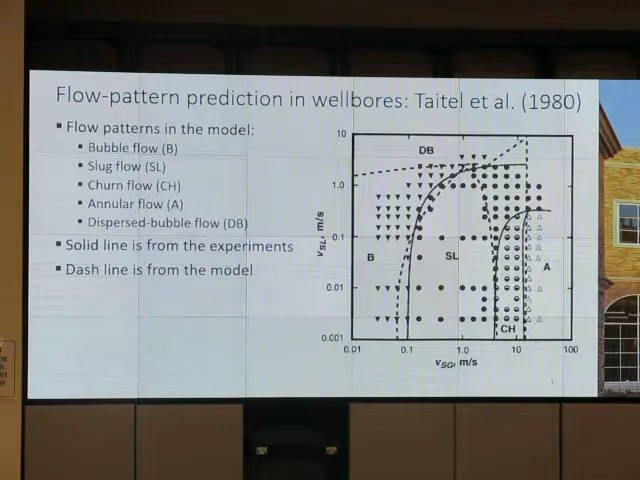 Flow-pattern prediction in wellbores: Taitel et al. (1980)
▪ Flow patterns in the model:
▪ Bubble flow (B)
▪ Slug flow (SL)
▪ Churn flow (CH)
▪ Annular flow (A)
▪ Dispersed-bubble flow (DB)
▪ Solid line is from the experiments
▪ Dash line is from the model
10
DB
1.0
vSL, m/s
0.1
B
SL
A
0.01
CH
0.001
0.01
0.1
1.0
10
100
vSG, m/s
1